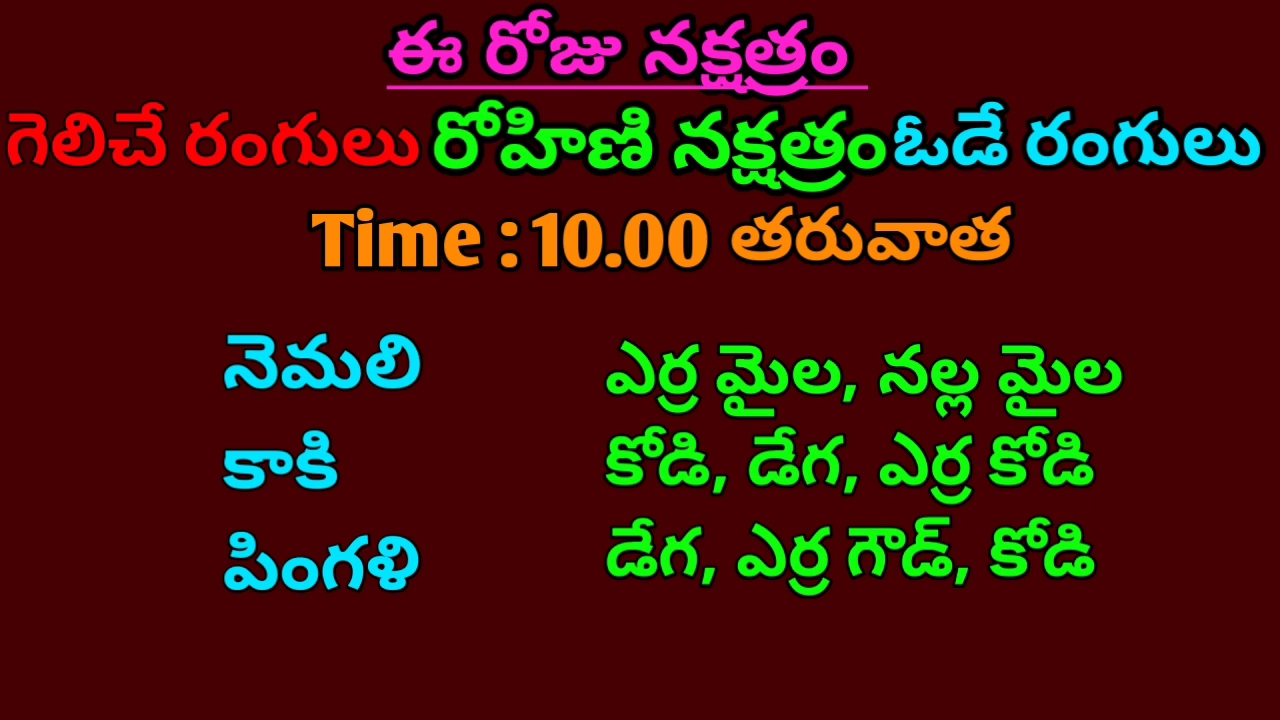 ఈ రోజు నక్షత్రం
గెలిచే రంగులు రోహిణి నక్షత్రం ఓడే రంగులు
Time : 10.00 తరువాత
నెమలి ఎర్ర మైల, నల్ల మైల
కాకి కోడి, డేగ, ఎర్ర కోడి
పింగళి డేగ, ఎర్ర గౌడ్, కోడి